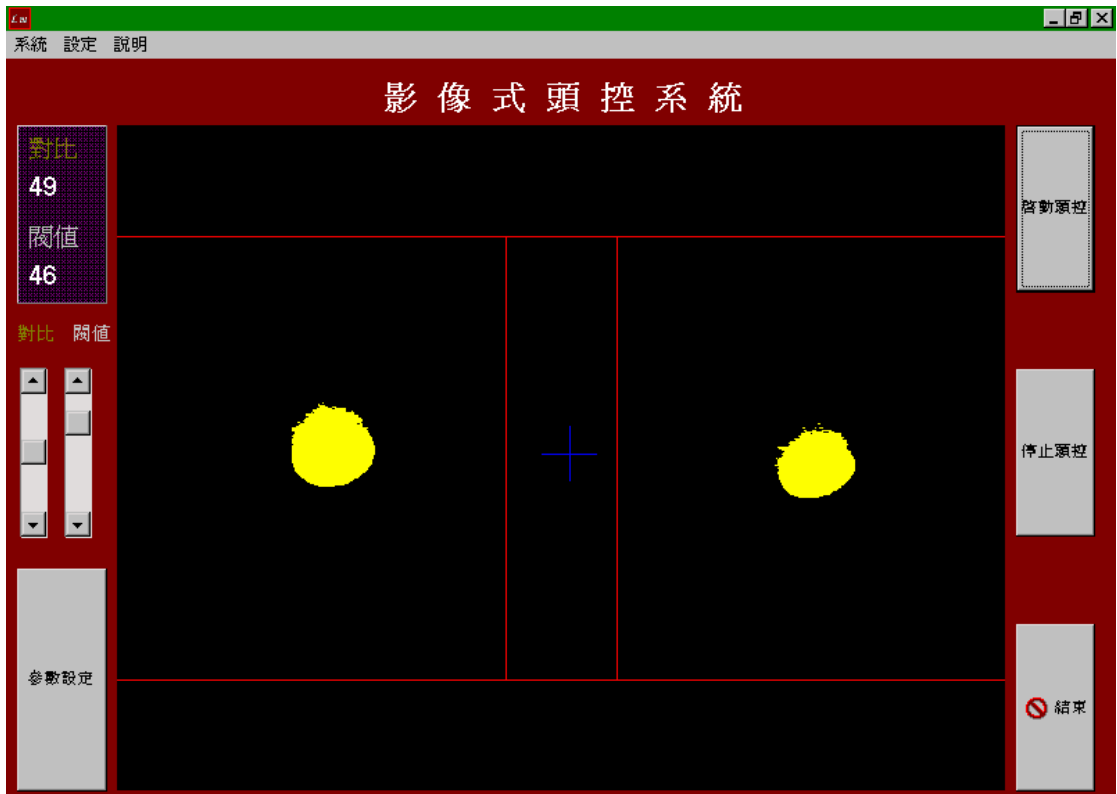 系統 設定 說明
影像式頭控系統
對比
49
閥值
46
對比 閥值
參數設定
啓動頭控
停止頭控
結束